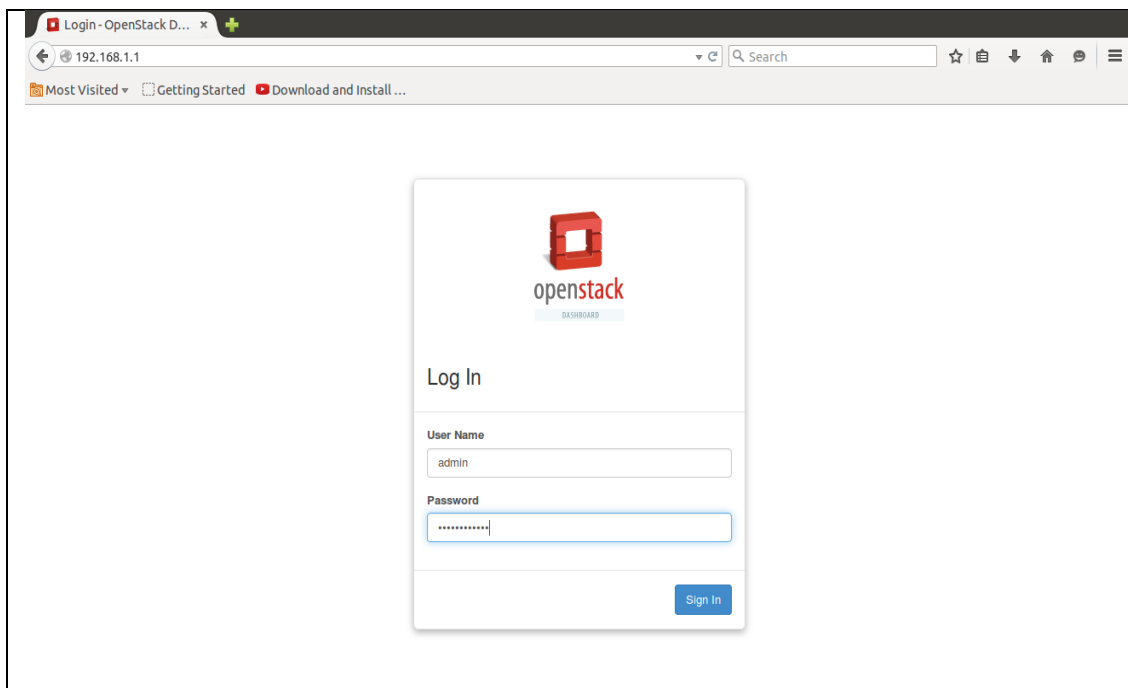 Login - OpenStack D...
192.168.1.1
Search
Most Visited
Getting Started
Download and Install ...
openstack
DASHBOARD
Log In
User Name
admin
Password
••••••••••••
Sign In